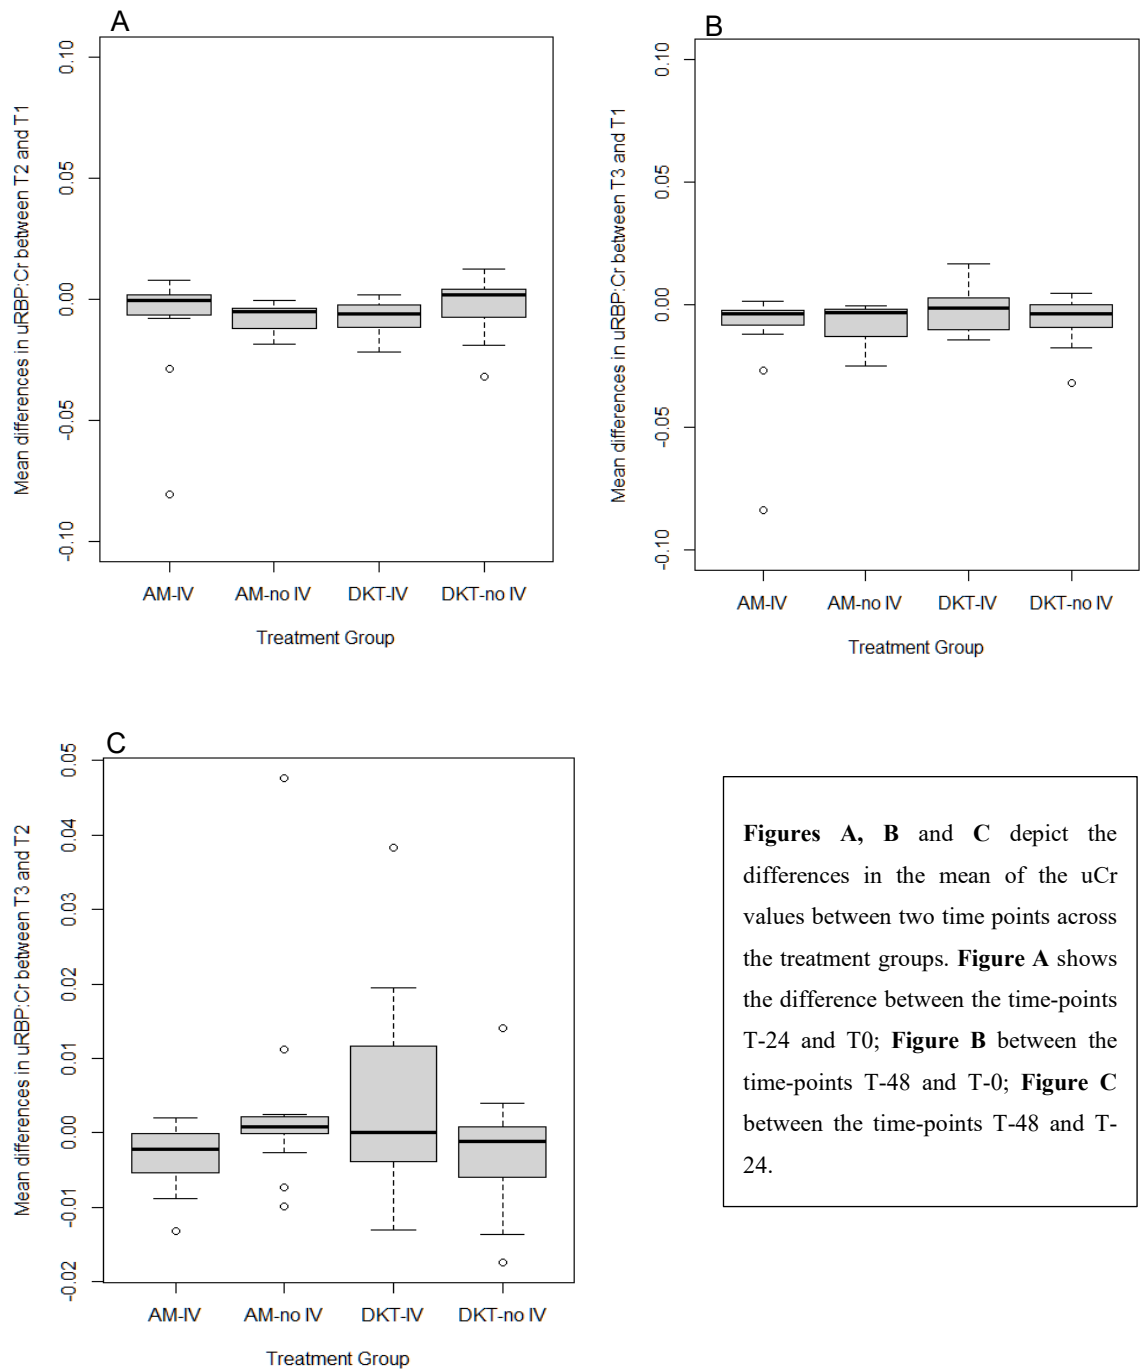 A
Mean differences in uRBP:Cr between T2 and T1
0.10
0.05
0.00
-0.05
-0.10
AM-IV AM-no IV DKT-IV DKT-no IV
Treatment Group
B
Mean differences in uRBP:Cr between T3 and T1
0.10
0.05
0.00
-0.05
-0.10
AM-IV AM-no IV DKT-IV DKT-no IV
Treatment Group
C
Mean differences in uRBP:Cr between T3 and T2
0.05
0.04
0.03
0.02
0.01
0.00
-0.01
-0.02
AM-IV AM-no IV DKT-IV DKT-no IV
Treatment Group
Figures A, B and C depict the
differences in the mean of the uCr
values between two time points across
the treatment groups. Figure A shows
the difference between the time-points
T-24 and T0; Figure B between the
time-points T-48 and T-0; Figure C
between the time-points T-48 and T-
24.